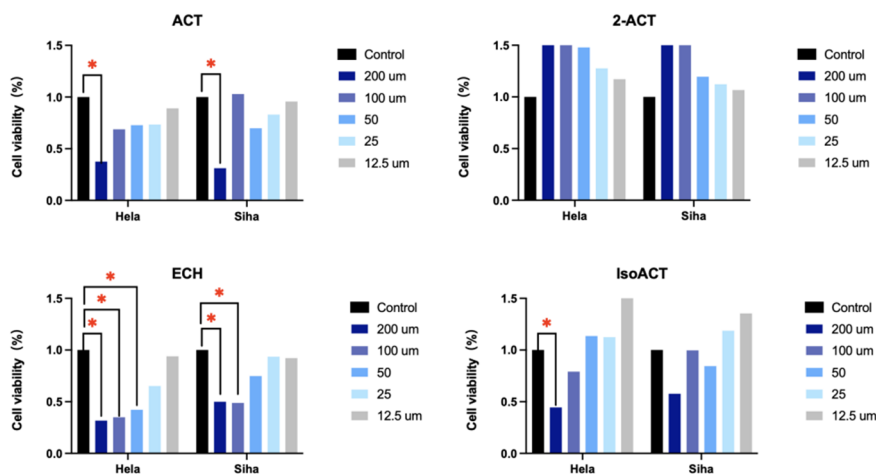 ACT
Cell viability (%)
1.5
1.0
0.5
0.0
*
*
Hela
Siha
Control
200 um
100 um
50
25
12.5 um
2-ACT
Cell viability (%)
1.5
1.0
0.5
0.0
Hela
Siha
Control
200 um
100 um
50
25
12.5 um
ECH
Cell viability (%)
1.5
1.0
0.5
0.0
*
*
*
*
*
Hela
Siha
Control
200 um
100 um
50
25
12.5 um
IsoACT
Cell viability (%)
1.5
1.0
0.5
0.0
*
Hela
Siha
Control
200 um
100 um
50
25
12.5 um